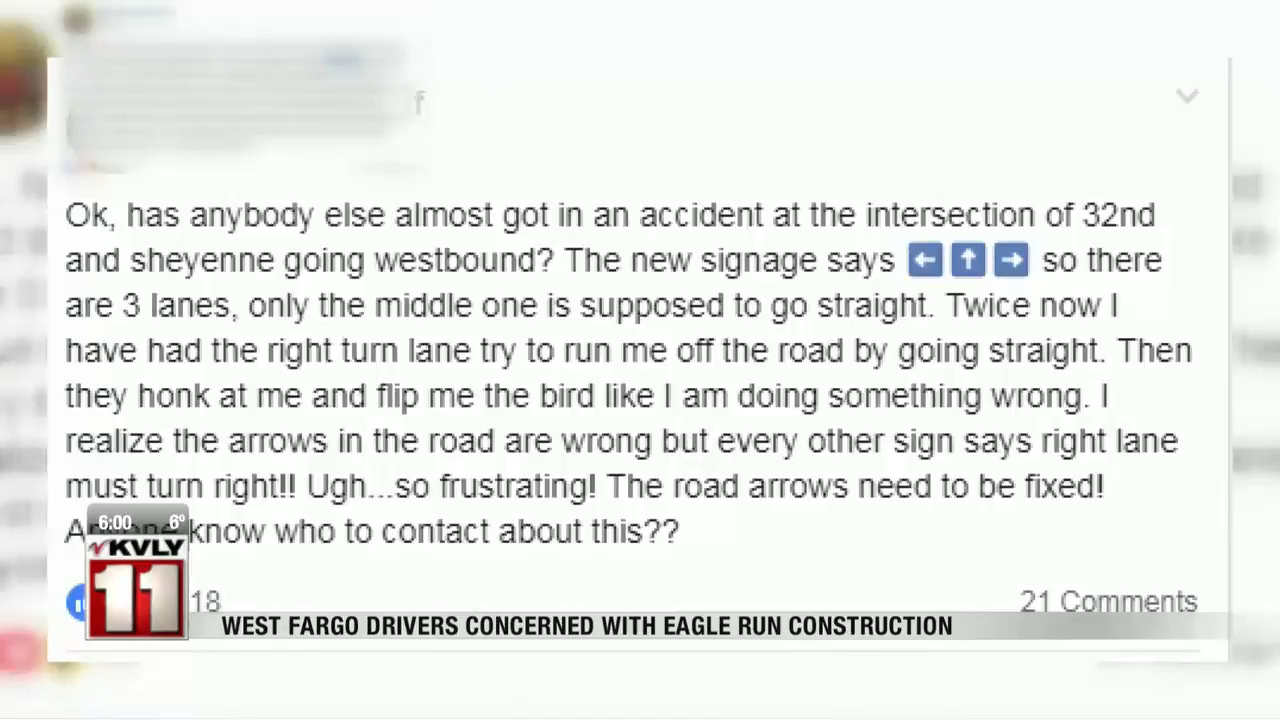 f
Ok, has anybody else almost got in an accident at the intersection of 32nd
and sheyenne going westbound? The new signage says ⬅️⬆️➡️ so there
are 3 lanes, only the middle one is supposed to go straight. Twice now I
have had the right turn lane try to run me off the road by going straight. Then
they honk at me and flip me the bird like I am doing something wrong. I
realize the arrows in the road are wrong but every other sign says right lane
must turn right!! Ugh...so frustrating! The road arrows need to be fixed!
know who to contact about this??
18
21 Comments
6:00 6°
KVLY
11
WEST FARGO DRIVERS CONCERNED WITH EAGLE RUN CONSTRUCTION